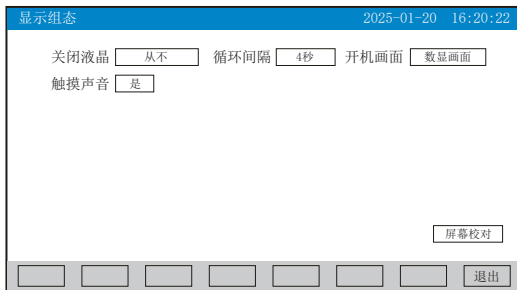 显示组态 2025-01-20 16:20:22
关闭液晶 从不 循环间隔 4秒 开机画面 数显画面
触摸声音 是
屏幕校对
退出